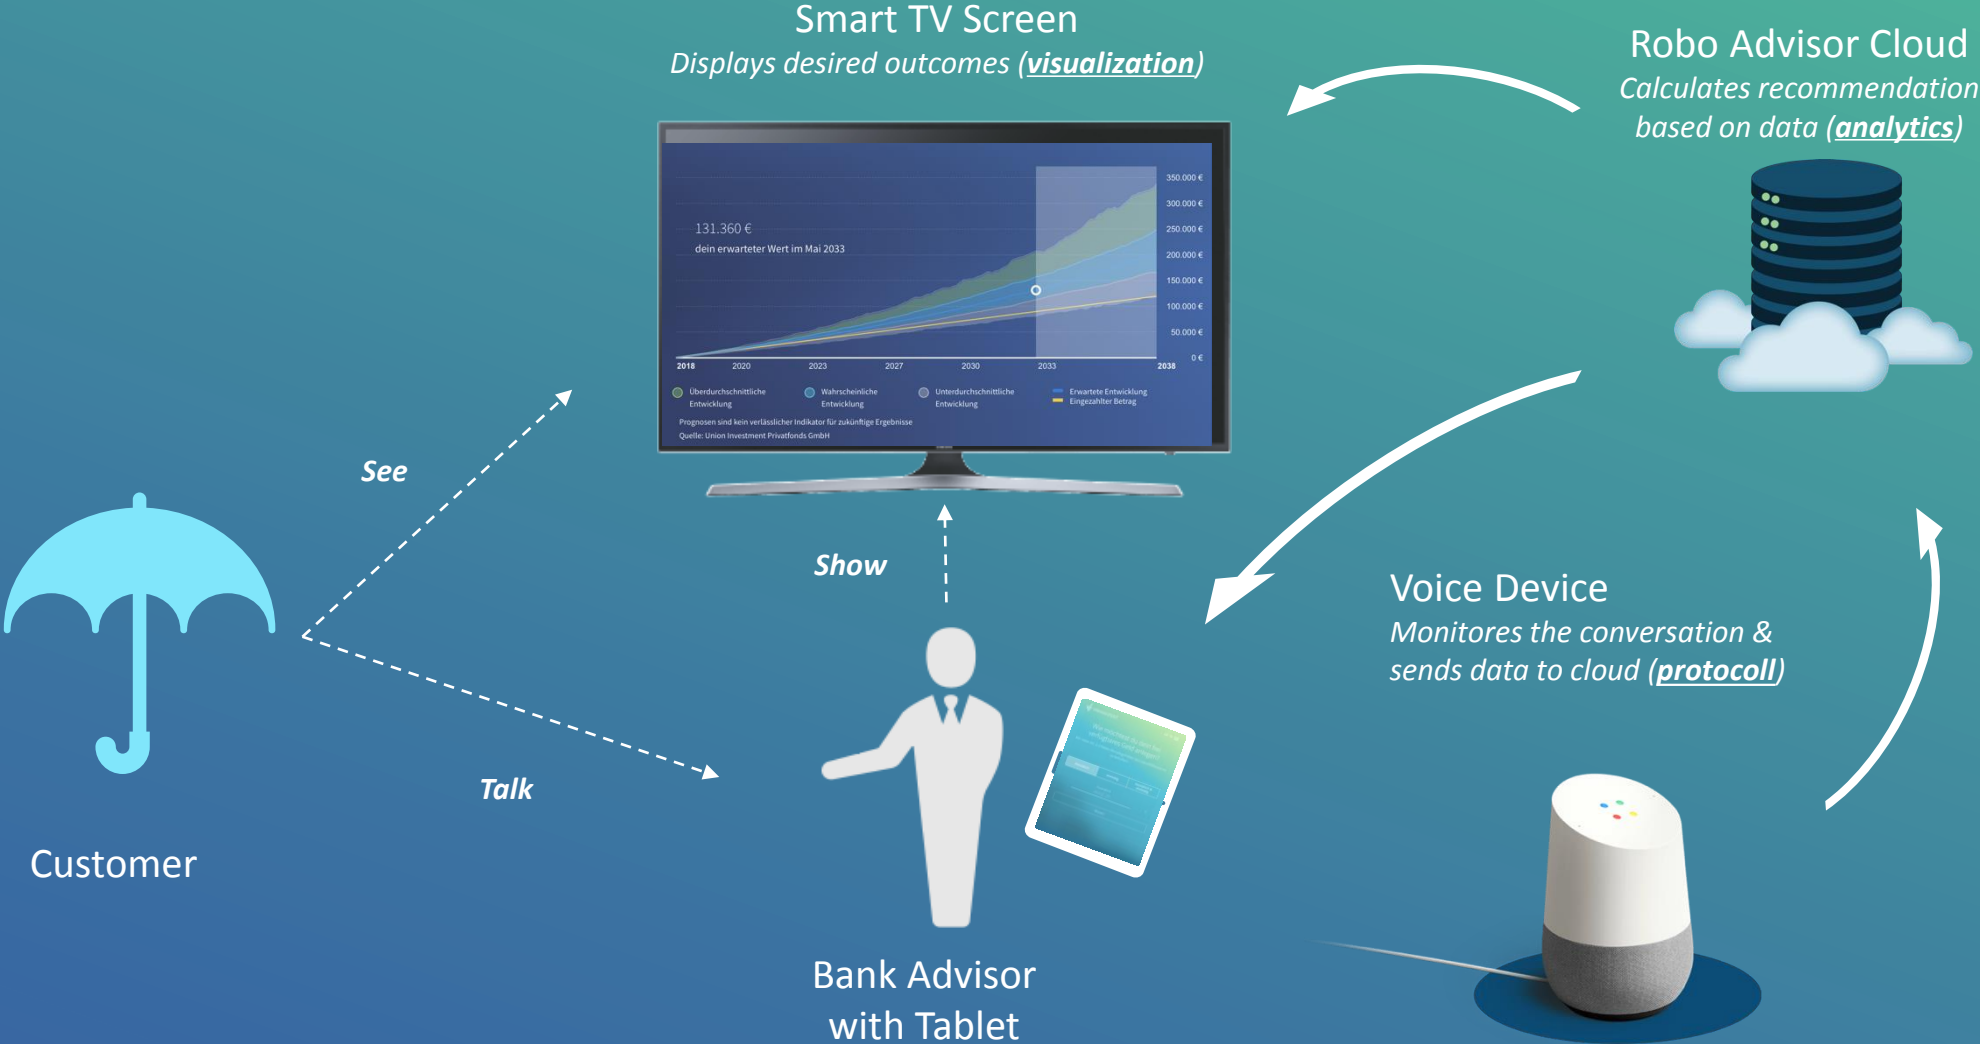 Smart TV Screen
Displays desired outcomes (visualization)
Robo Advisor Cloud
Calculates recommendation
based on data (analytics)
131.360 €
dein erwarteter Wert im Mai 2033
350.000 €
300.000 €
250.000 €
200.000 €
150.000 €
100.000 €
50.000 €
0 €
2018 2020 2023 2027 2030 2033 2038
Überdurchschnittliche
Entwicklung
Wahrscheinliche
Entwicklung
Unterdurchschnittliche
Entwicklung
Erwartete Entwicklung
Eingezahlter Betrag
Prognosen sind kein verlässlicher Indikator für zukünftige Ergebnisse
Quelle: Union Investment Privatfonds GmbH
See
Show
Talk
Voice Device
Monitores the conversation &
sends data to cloud (protocoll)
Customer
Bank Advisor
with Tablet